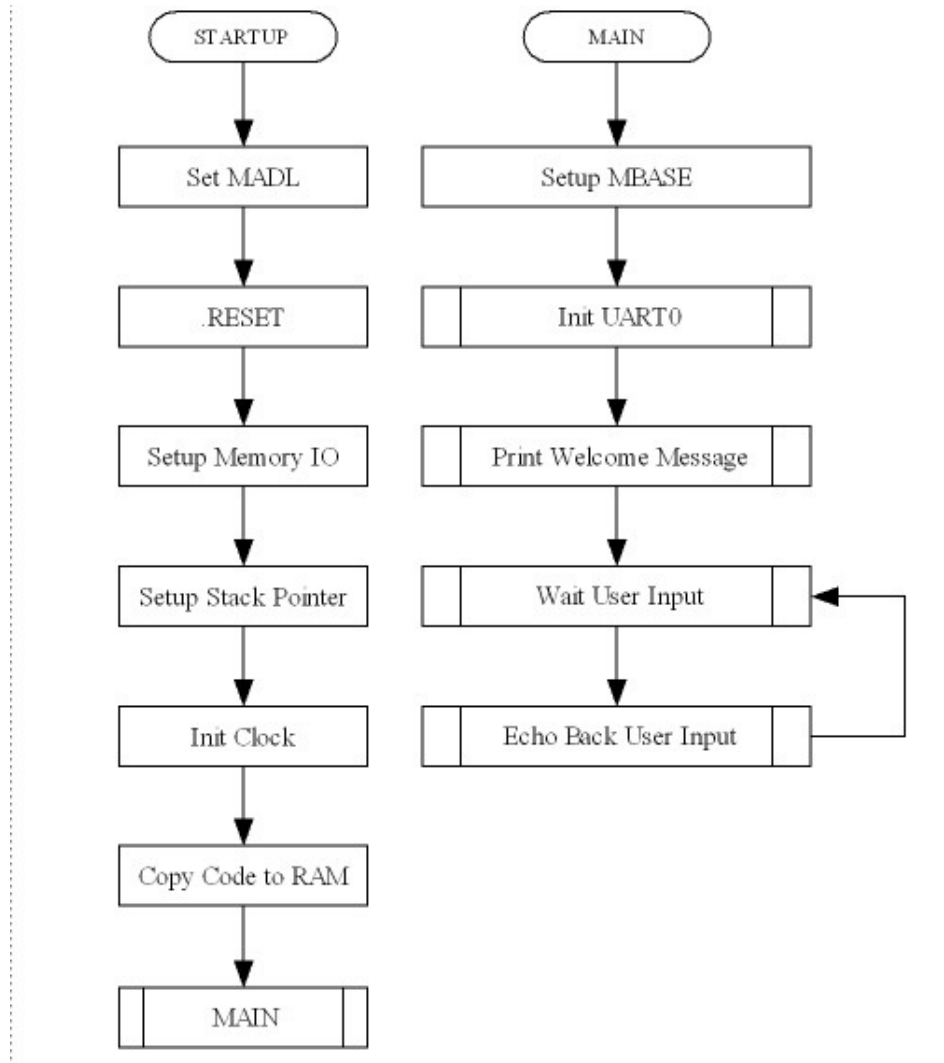 STARTUP
Set MADL
.RESET
Setup Memory IO
Setup Stack Pointer
Init Clock
Copy Code to RAM
MAIN
MAIN
Setup MBASE
Init UART0
Print Welcome Message
Wait User Input
Echo Back User Input